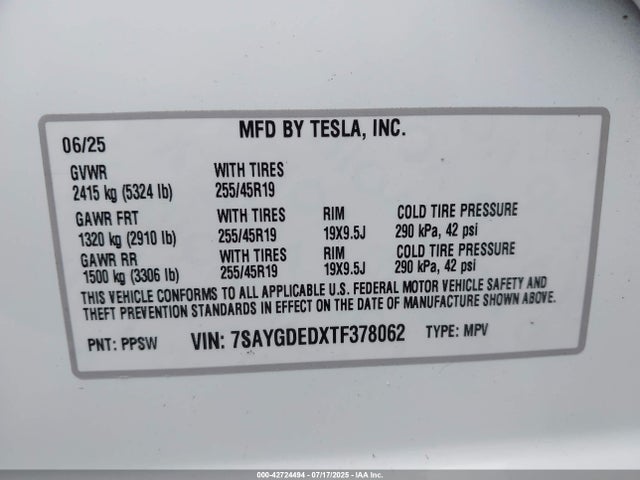 MFD BY TESLA, INC.
06/25
GVWR WITH TIRES
2415 kg (5324 lb) 255/45R19
GAWR FRT WITH TIRES RIM COLD TIRE PRESSURE
1320 kg (2910 lb) 255/45R19 19X9.5J 290 kPa, 42 psi
GAWR RR WITH TIRES RIM COLD TIRE PRESSURE
1500 kg (3306 lb) 255/45R19 19X9.5J 290 kPa, 42 psi
THIS VEHICLE CONFORMS TO ALL APPLICABLE U.S. FEDERAL MOTOR VEHICLE SAFETY AND
THEFT PREVENTION STANDARDS IN EFFECT ON THE DATE OF MANUFACTURE SHOWN ABOVE.
PNT: PPSW VIN: 7SAYGDEDXTF378062 TYPE: MPV
000-42724494 - 07/17/2025 - IAA Inc.